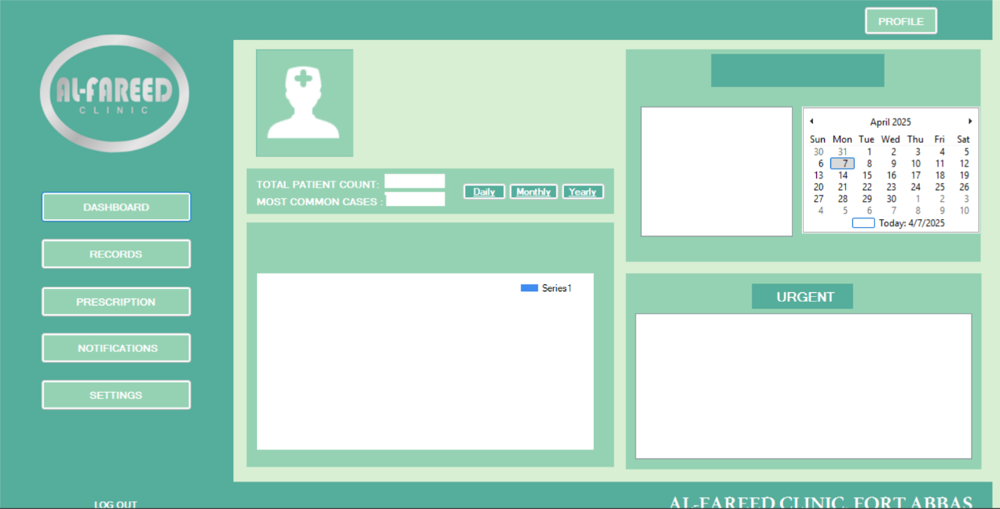 PROFILE
AL-FAREED
CLINIC
DASHBOARD
RECORDS
PRESCRIPTION
NOTIFICATIONS
SETTINGS
LOG OUT
TOTAL PATIENT COUNT:
MOST COMMON CASES :
Daily Monthly Yearly
Series1
April 2025
Sun Mon Tue Wed Thu Fri Sat
30 31 1 2 3 4 5
6 7 8 9 10 11 12
13 14 15 16 17 18 19
20 21 22 23 24 25 26
27 28 29 30 1 2 3
4 5 6 7 8 9 10
Today: 4/7/2025
URGENT
AL-FAREED CLINIC, FORT ABBAS